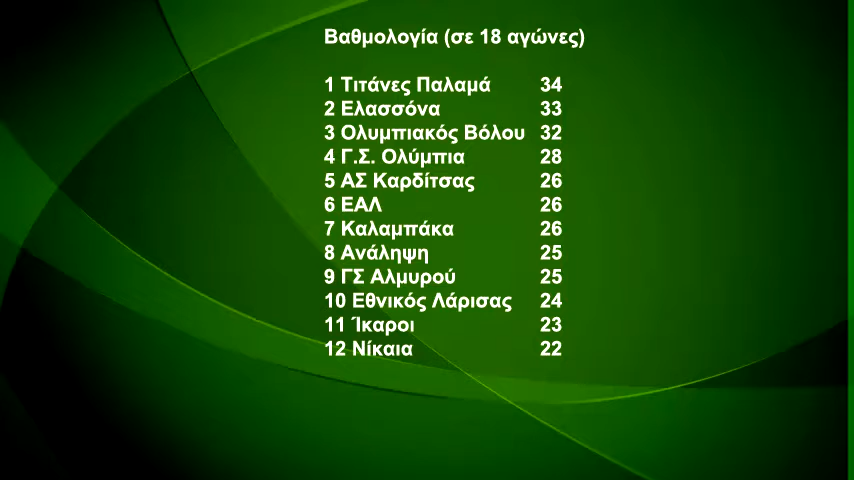 Βαθμολογία (σε 18 αγώνες)
1 Τιτάνες Παλαμά 34
2 Ελασσόνα 33
3 Ολυμπιακός Βόλου 32
4 Γ.Σ. Ολύμπια 28
5 ΑΣ Καρδίτσας 26
6 ΕΑΛ 26
7 Καλαμπάκα 26
8 Ανάληψη 25
9 ΓΣ Αλμυρού 25
10 Εθνικός Λάρισας 24
11 Ίκαροι 23
12 Νίκαια 22